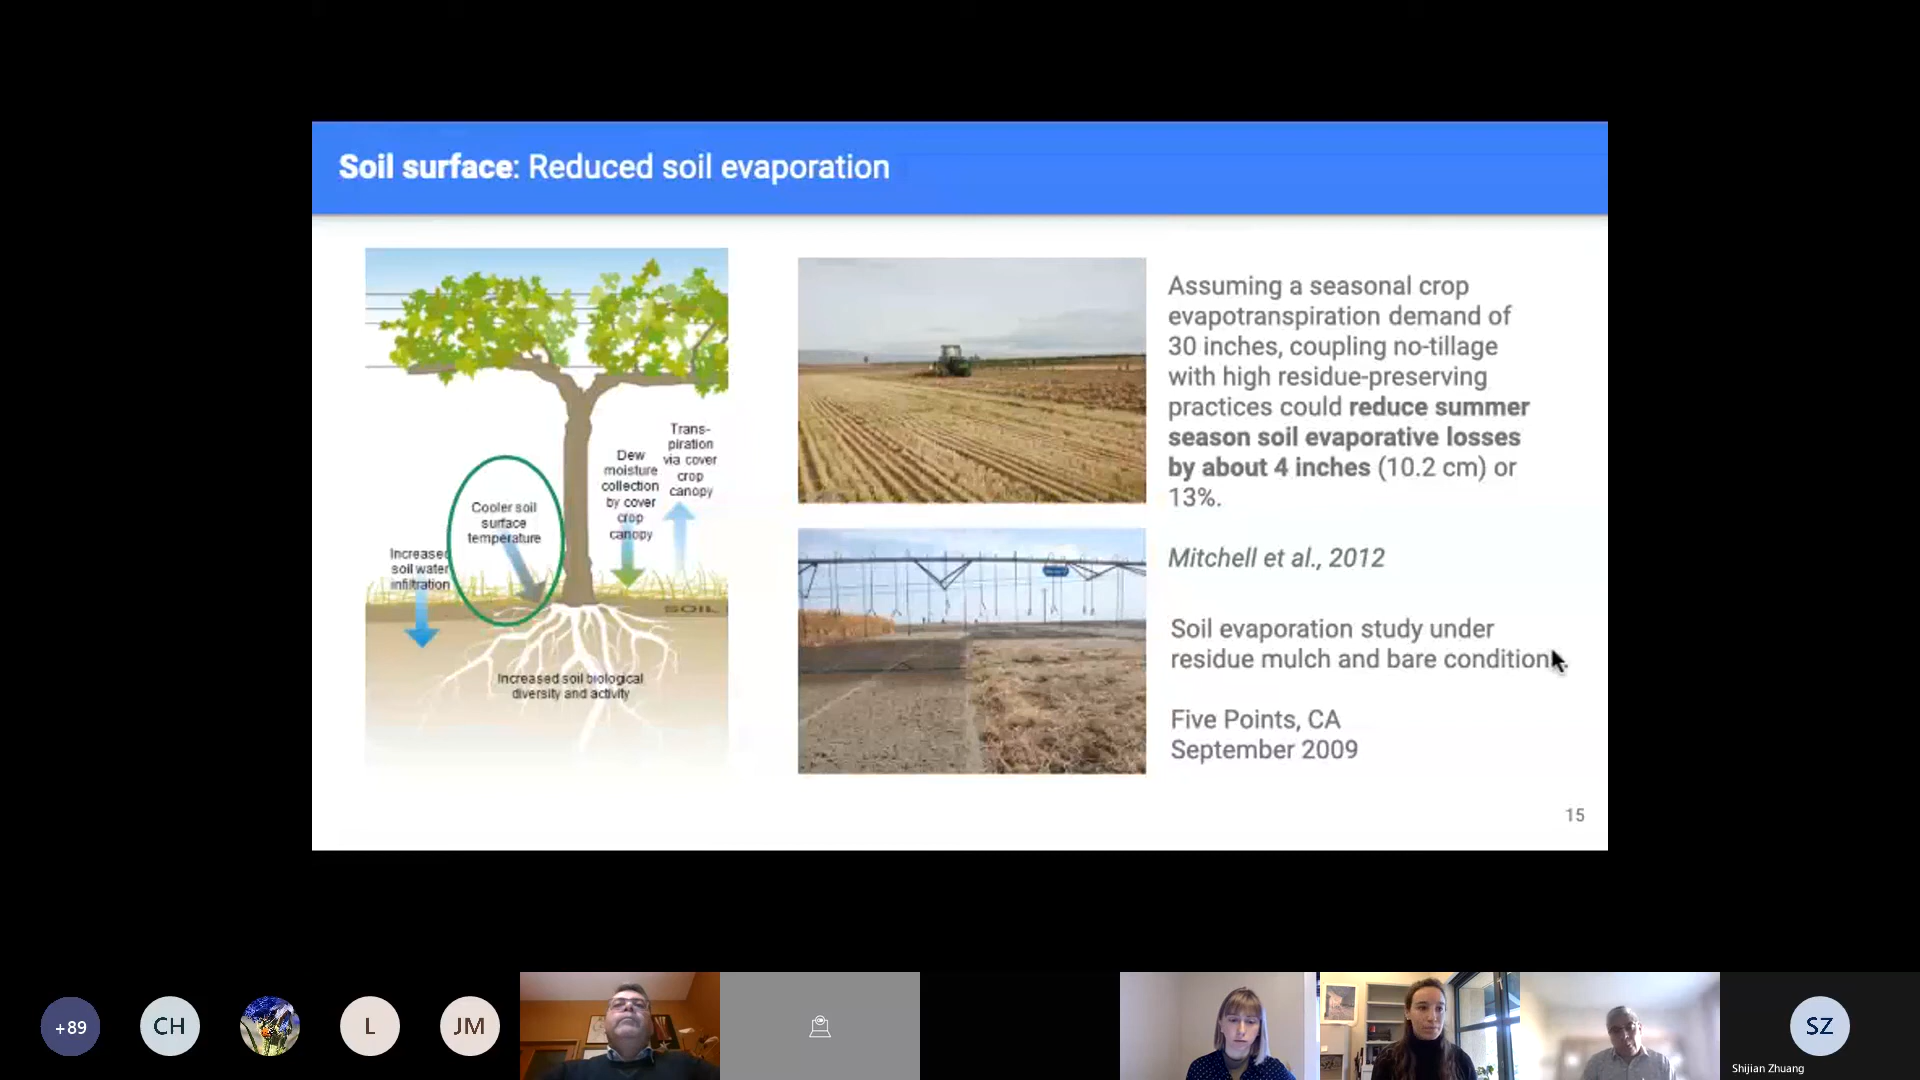 Soil surface: Reduced soil evaporation
Trans-
piration
via cover
crop
canopy
Dew
moisture
collection
by cover
crop
canopy
Cooler soil
surface
temperature
Increased
soil water
infiltration
SOIL
Increased soil biological
diversity and activity
Assuming a seasonal crop
evapotranspiration demand of
30 inches, coupling no-tillage
with high residue-preserving
practices could reduce summer
season soil evaporative losses
by about 4 inches (10.2 cm) or
13%.
Mitchell et al., 2012
Soil evaporation study under
residue mulch and bare condition
Five Points, CA
September 2009
15
+89
CH
L
JM
SZ
Shijian Zhuang